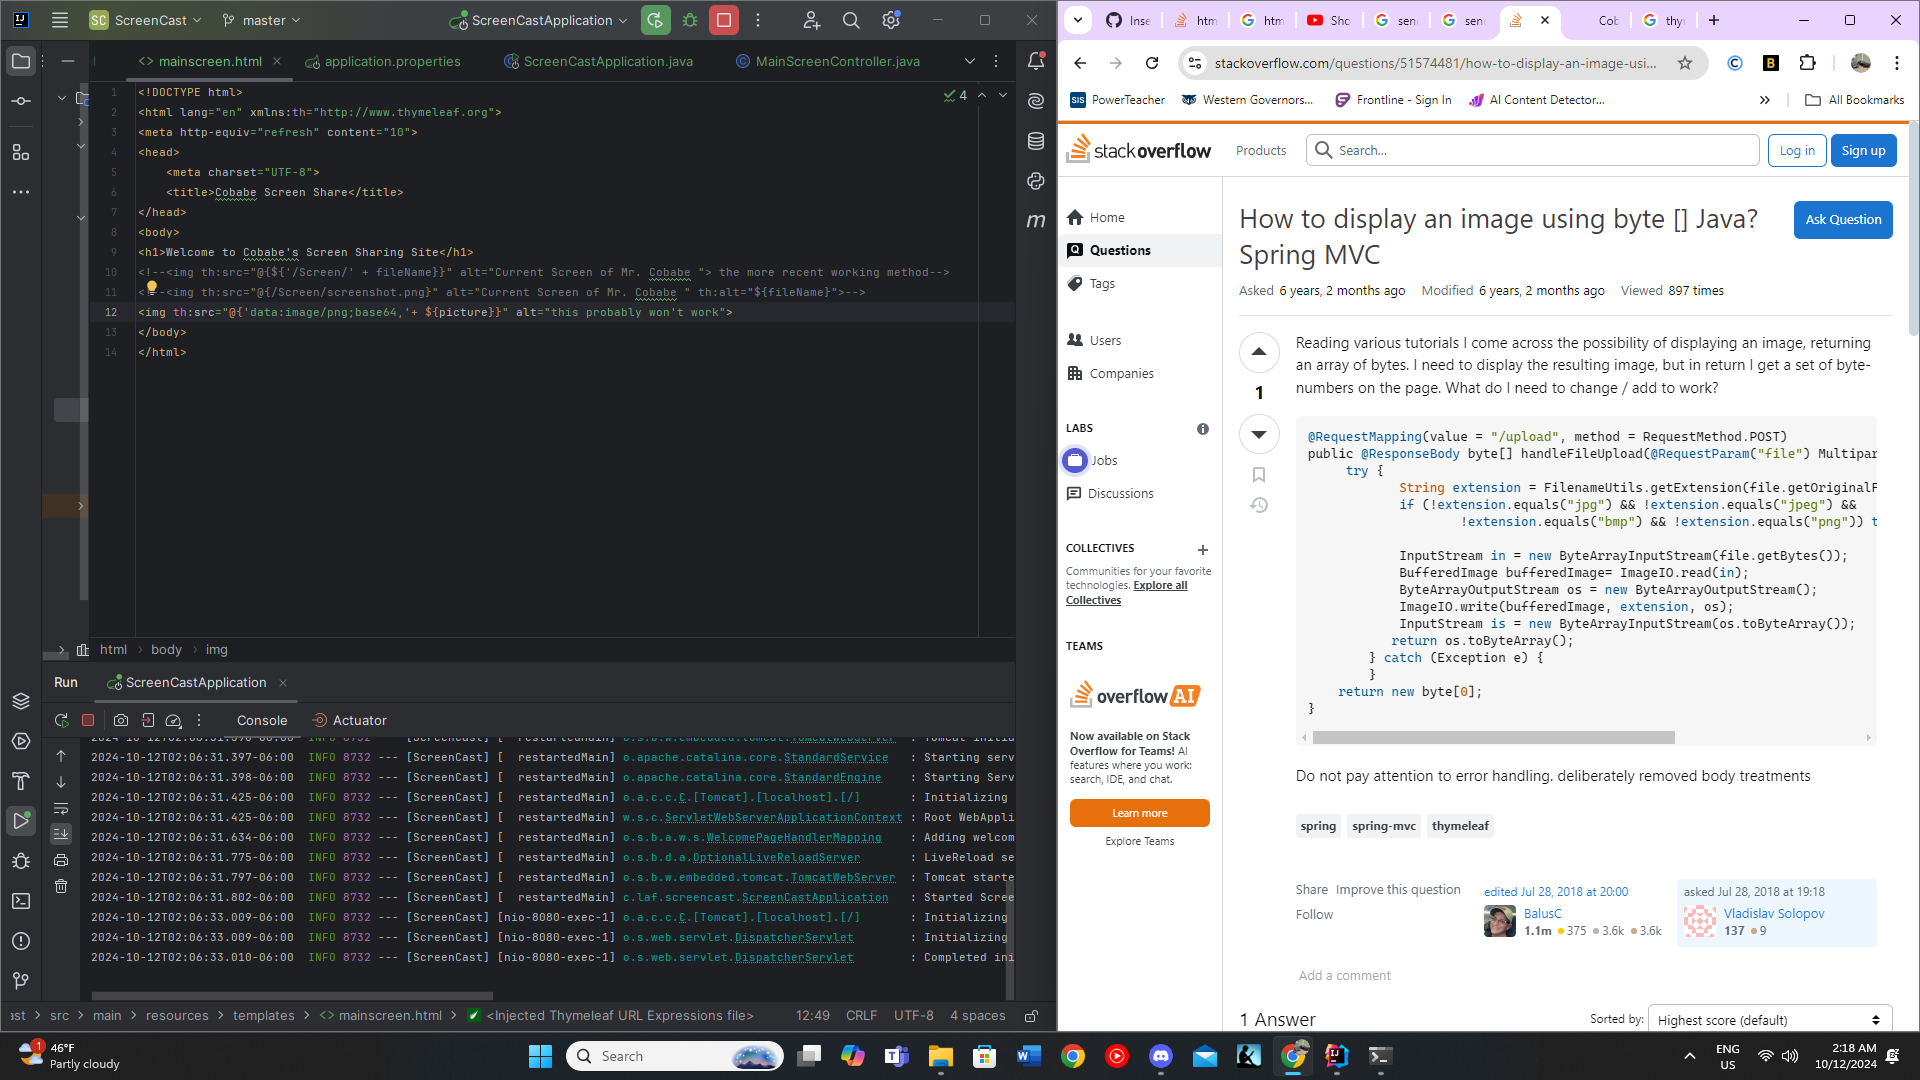 SC ScreenCast master ScreenCastApplication
mainscreen.html application.properties ScreenCastApplication.java MainScreenController.java
4
1 <!DOCTYPE html>
2 <html lang="en" xmlns:th="http://www.thymeleaf.org">
3 <meta http-equiv="refresh" content="10">
4 <head>
5 <meta charset="UTF-8">
6 <title>Cobabe Screen Share</title>
7 </head>
8 <body>
9 <h1>Welcome to Cobabe's Screen Sharing Site</h1>
10 <!--<img th:src="@{${'/Screen/' + fileName}}" alt="Current Screen of Mr. Cobabe "> the more recent working method-->
11 <!--<img th:src="@{/Screen/screenshot.png}" alt="Current Screen of Mr. Cobabe " th:alt="${fileName}">-->
12 <img th:src="@{'data:image/png;base64,'+ ${picture}}" alt="this probably won't work">
13 </body>
14 </html>
html body img
Run ScreenCastApplication
Console Actuator
2024-10-12T02:06:31.396-06:00 INFO 8732 --- [ScreenCast] [ restartedMain] o.s.b.w.embedded.tomcat.TomcatWebServer : Tomcat initia
2024-10-12T02:06:31.397-06:00 INFO 8732 --- [ScreenCast] [ restartedMain] o.apache.catalina.core.StandardService : Starting serv
2024-10-12T02:06:31.398-06:00 INFO 8732 --- [ScreenCast] [ restartedMain] o.apache.catalina.core.StandardEngine : Starting Serv
2024-10-12T02:06:31.425-06:00 INFO 8732 --- [ScreenCast] [ restartedMain] o.a.c.c.C.[Tomcat].[localhost].[/] : Initializing
2024-10-12T02:06:31.425-06:00 INFO 8732 --- [ScreenCast] [ restartedMain] w.s.c.ServletWebServerApplicationContext : Root WebAppli
2024-10-12T02:06:31.634-06:00 INFO 8732 --- [ScreenCast] [ restartedMain] o.s.b.a.w.s.WelcomePageHandlerMapping : Adding welcom
2024-10-12T02:06:31.775-06:00 INFO 8732 --- [ScreenCast] [ restartedMain] o.s.b.d.a.OptionalLiveReloadServer : LiveReload se
2024-10-12T02:06:31.797-06:00 INFO 8732 --- [ScreenCast] [ restartedMain] o.s.b.w.embedded.tomcat.TomcatWebServer : Tomcat starte
2024-10-12T02:06:31.802-06:00 INFO 8732 --- [ScreenCast] [ restartedMain] c.laf.screencast.ScreenCastApplication : Started Scree
2024-10-12T02:06:33.009-06:00 INFO 8732 --- [ScreenCast] [nio-8080-exec-1] o.a.c.c.C.[Tomcat].[localhost].[/] : Initializing
2024-10-12T02:06:33.009-06:00 INFO 8732 --- [ScreenCast] [nio-8080-exec-1] o.s.web.servlet.DispatcherServlet : Initializing
2024-10-12T02:06:33.010-06:00 INFO 8732 --- [ScreenCast] [nio-8080-exec-1] o.s.web.servlet.DispatcherServlet : Completed ini
ast src main resources templates mainscreen.html <Injected Thymeleaf URL Expressions file> 12:49 CRLF UTF-8 4 spaces
Inse htm htm Sho sen sen Cob thy
stackoverflow.com/questions/51574481/how-to-display-an-image-usi...
SIS PowerTeacher Western Governors... Frontline - Sign In AI Content Detector... All Bookmarks
stackoverflow Products Search... Log in Sign up
Home
Questions
Tags
Users
Companies
LABS
Jobs
Discussions
COLLECTIVES
Communities for your favorite
technologies. Explore all
Collectives
TEAMS
overflow AI
Now available on Stack
Overflow for Teams! AI
features where you work:
search, IDE, and chat.
Learn more
Explore Teams
How to display an image using byte [] Java?
Spring MVC
Ask Question
Asked 6 years, 2 months ago Modified 6 years, 2 months ago Viewed 897 times
1
Reading various tutorials I come across the possibility of displaying an image, returning
an array of bytes. I need to display the resulting image, but in return I get a set of byte-
numbers on the page. What do I need to change / add to work?
@RequestMapping(value = "/upload", method = RequestMethod.POST)
public @ResponseBody byte[] handleFileUpload(@RequestParam("file") Multipar
try {
String extension = FilenameUtils.getExtension(file.getOriginalF
if (!extension.equals("jpg") && !extension.equals("jpeg") &&
!extension.equals("bmp") && !extension.equals("png")) t
InputStream in = new ByteArrayInputStream(file.getBytes());
BufferedImage bufferedImage= ImageIO.read(in);
ByteArrayOutputStream os = new ByteArrayOutputStream();
ImageIO.write(bufferedImage, extension, os);
InputStream is = new ByteArrayInputStream(os.toByteArray());
return os.toByteArray();
} catch (Exception e) {
}
return new byte[0];
}
Do not pay attention to error handling. deliberately removed body treatments
spring spring-mvc thymeleaf
Share Improve this question
Follow
edited Jul 28, 2018 at 20:00
BalusC
1.1m 375 3.6k 3.6k
asked Jul 28, 2018 at 19:18
Vladislav Solopov
137 9
Add a comment
1 Answer
Sorted by: Highest score (default)
1 46°F
Partly cloudy
Search
ENG
US
2:18 AM
10/12/2024